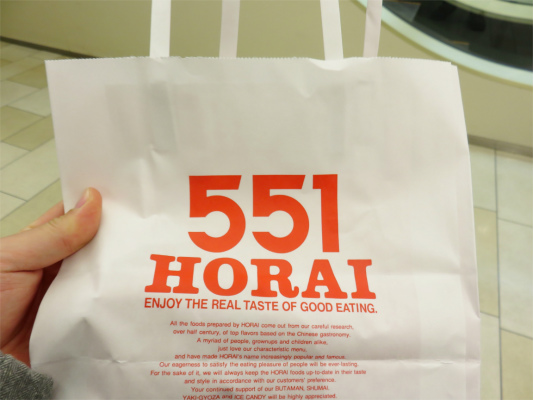 551
HORAI
ENJOY THE REAL TASTE OF GOOD EATING.
All the foods prepared by HORAI come out from our careful research,
over half century, of top flavors based on the Chinese gastronomy.
A myriad of people, grownups and children alike,
just love our characteristic menu,
and have made HORAI's name increasingly popular and famous.
Our eagerness to satisfy the eating pleasure of people will be ever-lasting.
For the sake of it, we will always keep the HORAI foods up-to-date in their taste
and style in accordance with our customers' preference.
Your continued support of our BUTAMAN, SHUMAI,
YAKI-GYOZA and ICE CANDY will be highly appreciated.